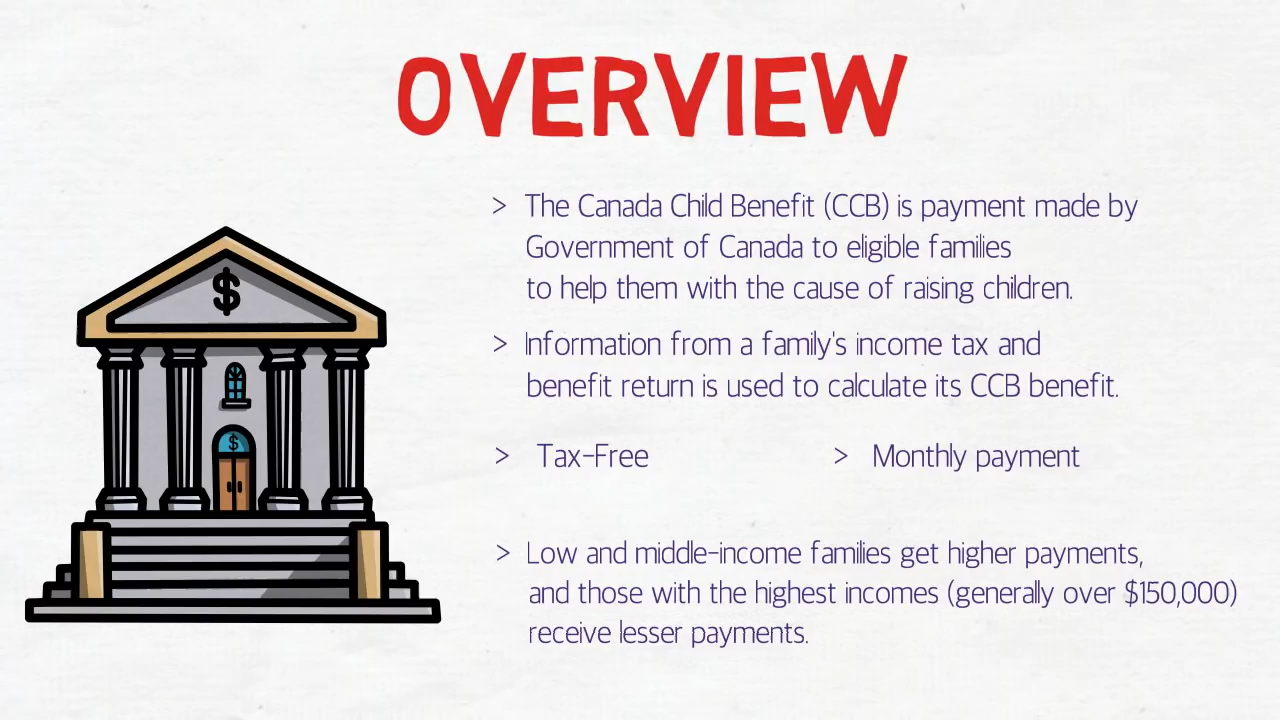 OVERVIEW
> The Canada Child Benefit (CCB) is payment made by
Government of Canada to eligible families
to help them with the cause of raising children.
> Information from a family's income tax and
benefit return is used to calculate its CCB benefit.
> Tax-Free
> Monthly payment
> Low and middle-income families get higher payments,
and those with the highest incomes (generally over $150,000)
receive lesser payments.
$
$